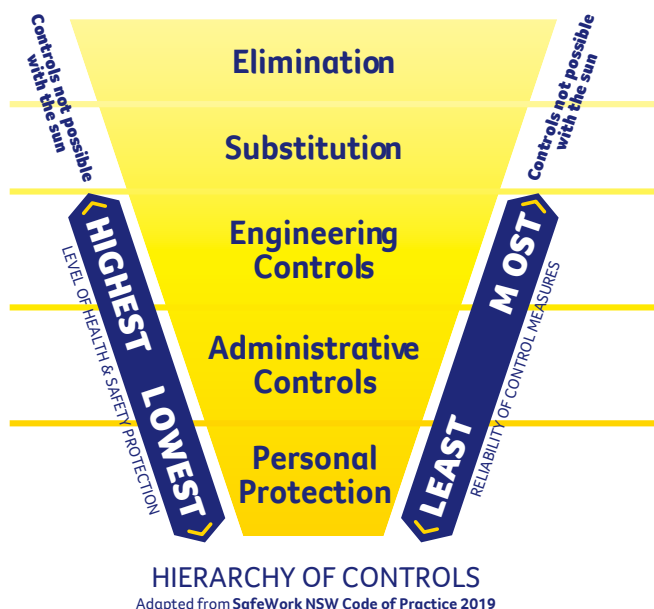 Controls not possible
with the sun
Controls not possible
with the sun
Elimination
Substitution
Engineering
Controls
Administrative
Controls
Personal
Protection
HIGHEST
LOWEST
LEVEL OF HEALTH & SAFETY PROTECTION
MOST
LEAST
RELIABILITY OF CONTROL MEASURES
HIERARCHY OF CONTROLS
Adapted from SafeWork NSW Code of Practice 2019